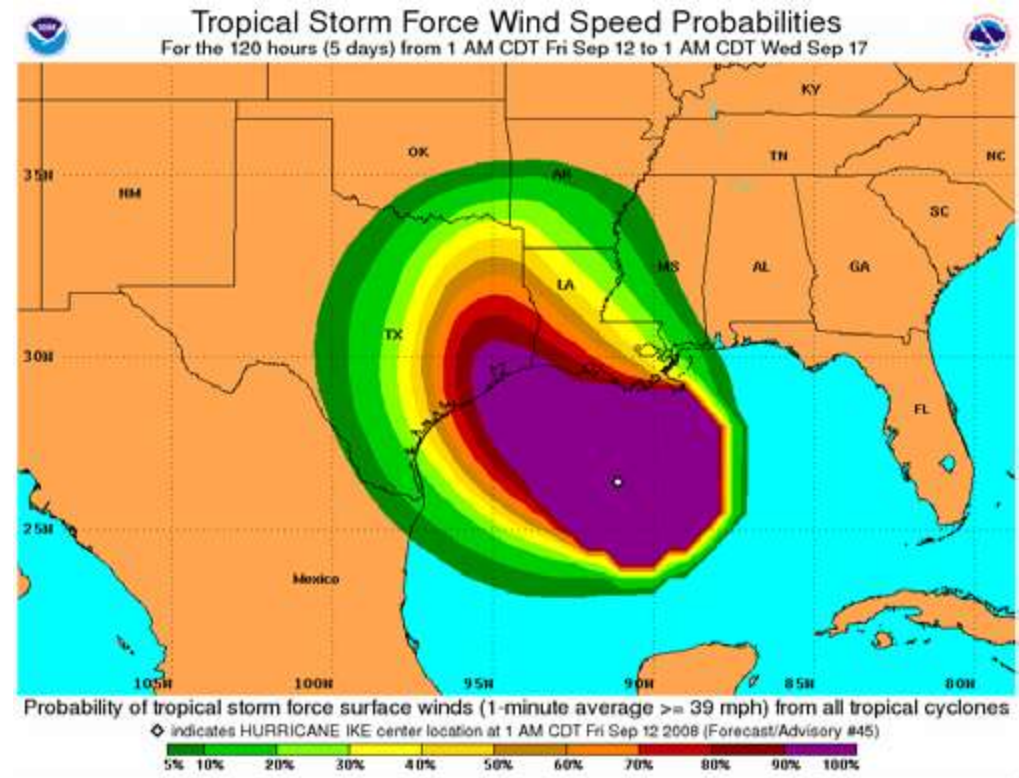 Tropical Storm Force Wind Speed Probabilities
For the 120 hours (5 days) from 1 AM CDT Fri Sep 12 to 1 AM CDT Wed Sep 17
KY
OK
TN
NC
35N
AR
NM
SC
MS
AL
GA
LA
TX
30N
FL
25N
Mexico
105W
100W
95W
90W
85W
80W
Probability of tropical storm force surface winds (1-minute average >= 39 mph) from all tropical cyclones
indicates HURRICANE IKE center location at 1 AM CDT Fri Sep 12 2008 (Forecast/Advisory #45)
5% 10% 20% 30% 40% 50% 60% 70% 80% 90% 100%